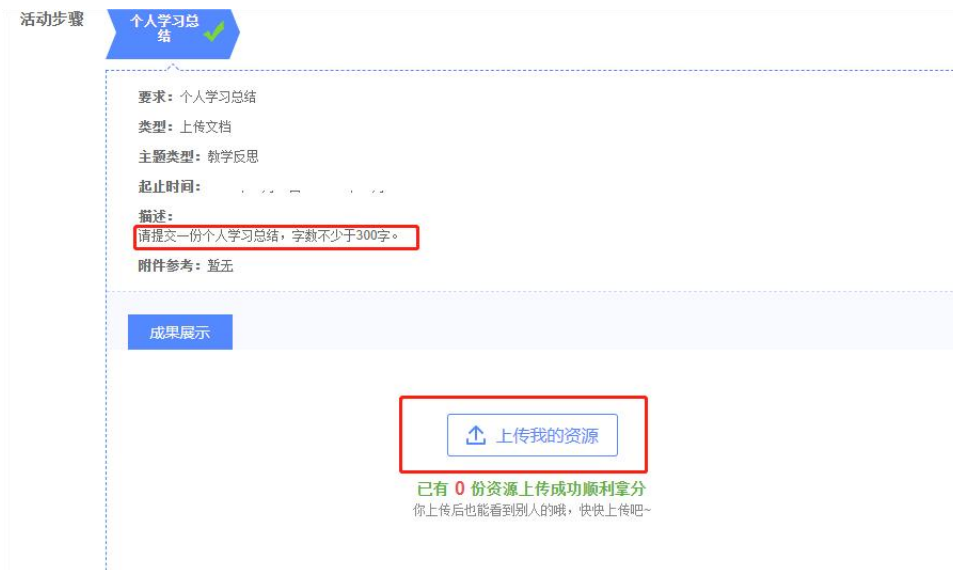 活动步骤
个人学习总
结
要求：个人学习总结
类型：上传文档
主题类型：教学反思
起止时间：
描述：
请提交一份个人学习总结，字数不少于300字。
附件参考：暂无
成果展示
上传我的资源
已有 0 份资源上传成功顺利拿分
你上传后也能看到别人的哦，快快上传吧~